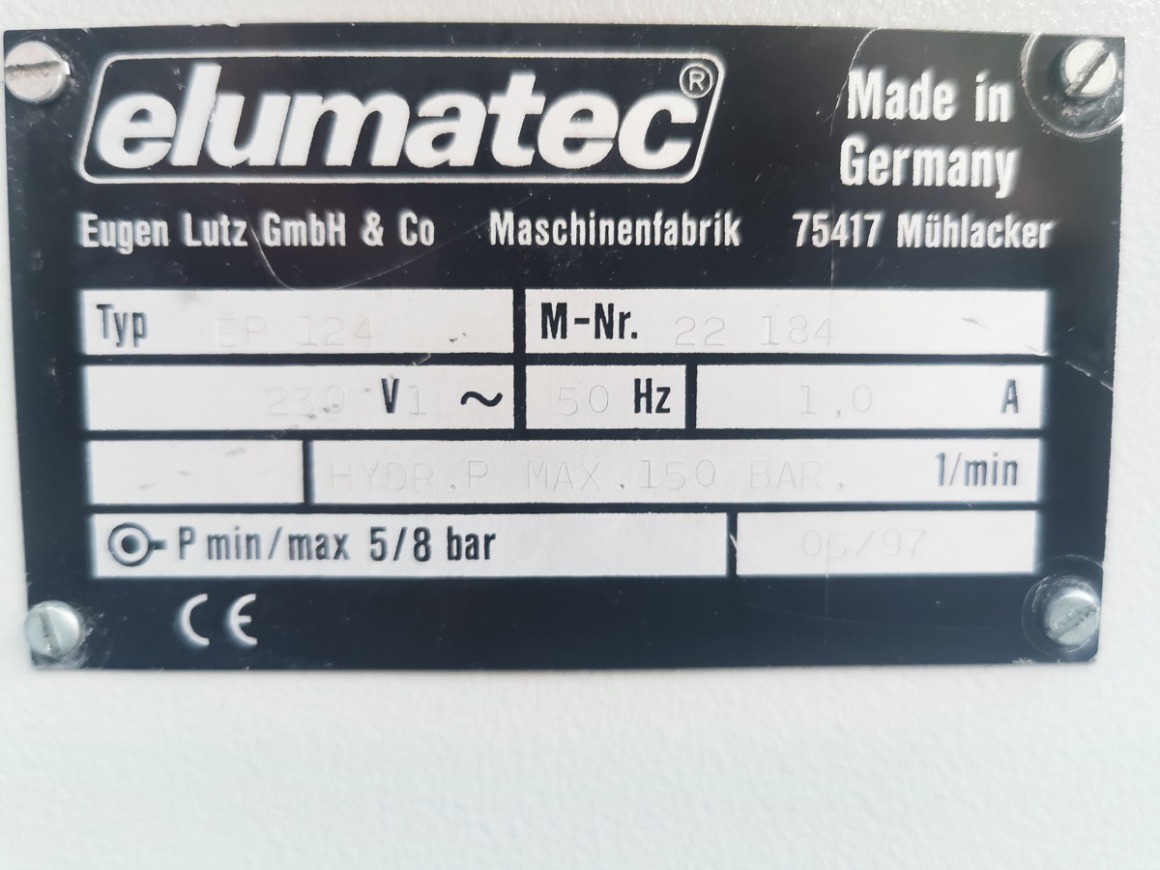 elumatec®
Made in
Germany
Eugen Lutz GmbH & Co Maschinenfabrik 75417 Mühlacker
Typ EP 124 M-Nr. 22 184
230 V 1 ~ 50 Hz 1,0 A
HYDR.P MAX.150 BAR. 1/min
P min/max 5/8 bar 06/97
CE